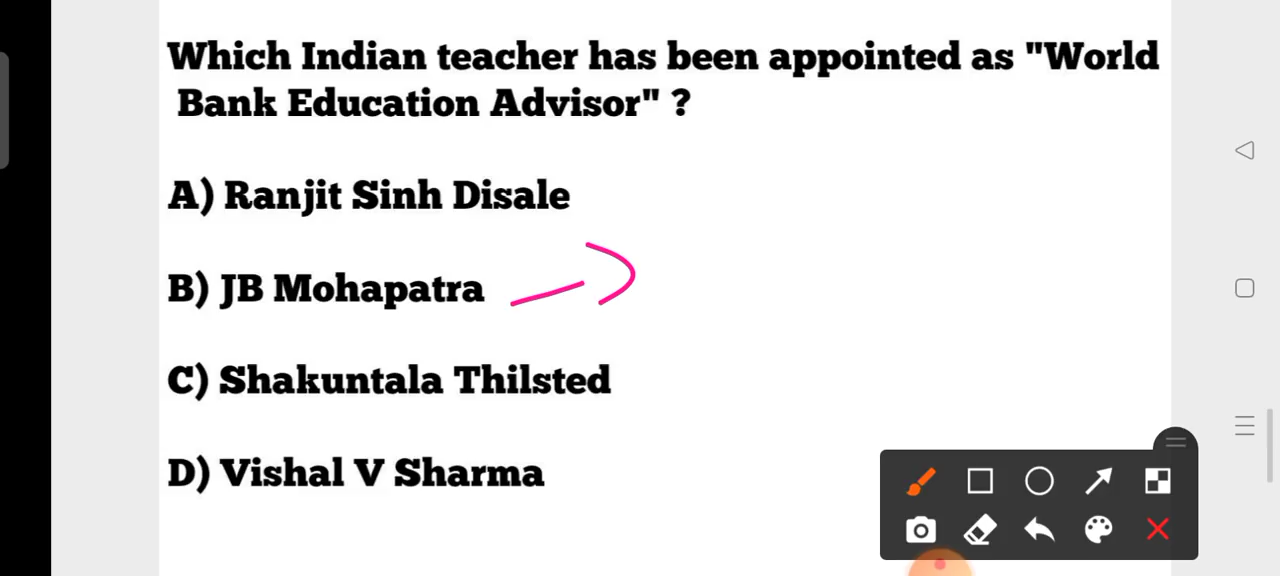 Which Indian teacher has been appointed as "World
Bank Education Advisor" ?
A) Ranjit Sinh Disale
B) JB Mohapatra
C) Shakuntala Thilsted
D) Vishal V Sharma